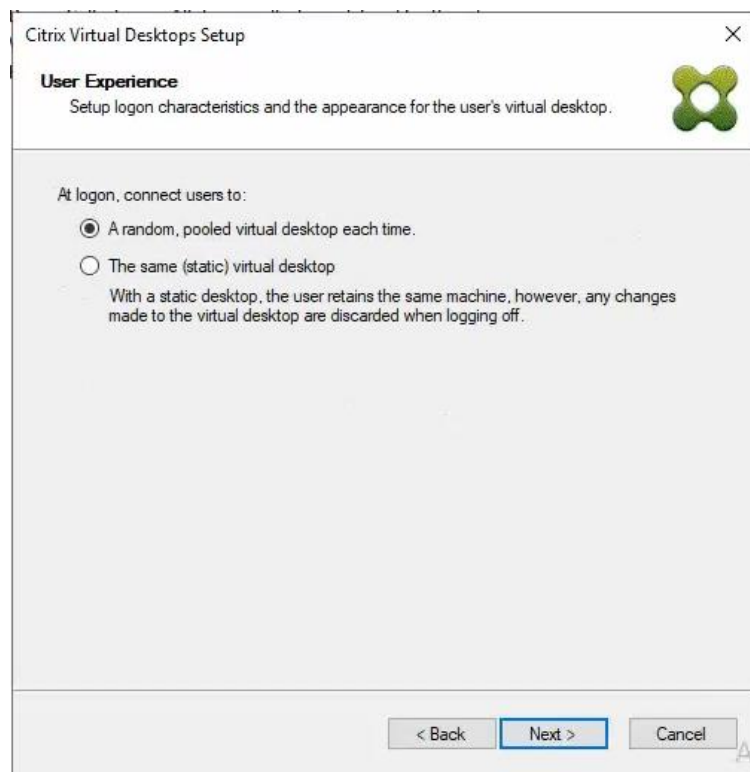 Citrix Virtual Desktops Setup
User Experience
Setup logon characteristics and the appearance for the user's virtual desktop.
At logon, connect users to:
A random, pooled virtual desktop each time.
The same (static) virtual desktop
With a static desktop, the user retains the same machine, however, any changes
made to the virtual desktop are discarded when logging off.
< Back
Next >
Cancel